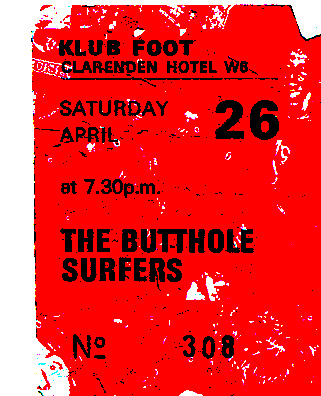 KLUB FOOT
CLARENDEN HOTEL W6
SATURDAY 26
APRIL
at 7.30p.m.
THE BUTTHOLE
SURFERS
Nº 308